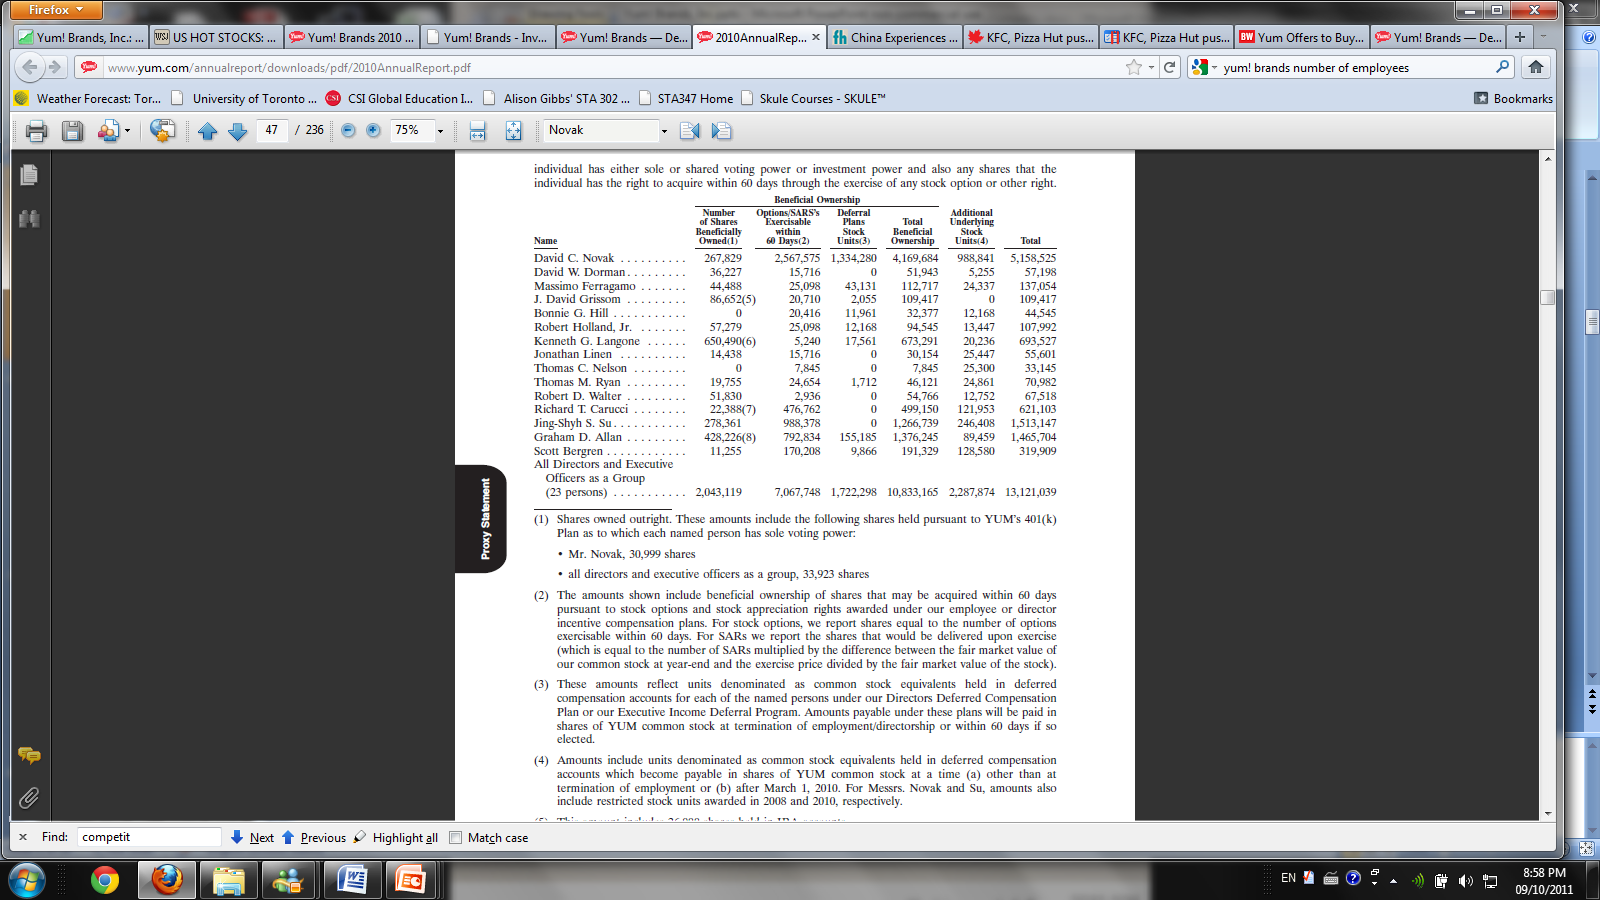 Firefox
Yum! Brands, Inc.: ...
US HOT STOCKS: ...
Yum! Brands 2010 ...
Yum! Brands - Inv...
Yum! Brands — De...
2010AnnualRep...
China Experiences ...
KFC, Pizza Hut pus...
KFC, Pizza Hut pus...
Yum Offers to Buy...
Yum! Brands — De...
www.yum.com/annualreport/downloads/pdf/2010AnnualReport.pdf
yum! brands number of employees
Weather Forecast: Tor...
University of Toronto ...
CSI Global Education I...
Alison Gibbs' STA 302 ...
STA347 Home
Skule Courses - SKULE™
Bookmarks
47 / 236
75%
Novak
individual has either sole or shared voting power or investment power and also any shares that the
individual has the right to acquire within 60 days through the exercise of any stock option or other right.
Beneficial Ownership
Number Options/SARS's Deferral Additional
of Shares Exercisable Plans Total Underlying
Beneficially within Stock Beneficial Stock
Name Owned(1) 60 Days(2) Units(3) Ownership Units(4) Total
David C. Novak .......... 267,829 2,567,575 1,334,280 4,169,684 988,841 5,158,525
David W. Dorman......... 36,227 15,716 0 51,943 5,255 57,198
Massimo Ferragamo ....... 44,488 25,098 43,131 112,717 24,337 137,054
J. David Grissom ......... 86,652(5) 20,710 2,055 109,417 0 109,417
Bonnie G. Hill ........... 0 20,416 11,961 32,377 12,168 44,545
Robert Holland, Jr. ....... 57,279 25,098 12,168 94,545 13,447 107,992
Kenneth G. Langone ...... 650,490(6) 5,240 17,561 673,291 20,236 693,527
Jonathan Linen .......... 14,438 15,716 0 30,154 25,447 55,601
Thomas C. Nelson ........ 0 7,845 0 7,845 25,300 33,145
Thomas M. Ryan ......... 19,755 24,654 1,712 46,121 24,861 70,982
Robert D. Walter ......... 51,830 2,936 0 54,766 12,752 67,518
Richard T. Carucci ........ 22,388(7) 476,762 0 499,150 121,953 621,103
Jing-Shyh S. Su........... 278,361 988,378 0 1,266,739 246,408 1,513,147
Graham D. Allan ......... 428,226(8) 792,834 155,185 1,376,245 89,459 1,465,704
Scott Bergren ............ 11,255 170,208 9,866 191,329 128,580 319,909
All Directors and Executive
Officers as a Group
(23 persons) ........... 2,043,119 7,067,748 1,722,298 10,833,165 2,287,874 13,121,039
Proxy Statement
(1) Shares owned outright. These amounts include the following shares held pursuant to YUM's 401(k)
Plan as to which each named person has sole voting power:
• Mr. Novak, 30,999 shares
• all directors and executive officers as a group, 33,923 shares
(2) The amounts shown include beneficial ownership of shares that may be acquired within 60 days
pursuant to stock options and stock appreciation rights awarded under our employee or director
incentive compensation plans. For stock options, we report shares equal to the number of options
exercisable within 60 days. For SARs we report the shares that would be delivered upon exercise
(which is equal to the number of SARs multiplied by the difference between the fair market value of
our common stock at year-end and the exercise price divided by the fair market value of the stock).
(3) These amounts reflect units denominated as common stock equivalents held in deferred
compensation accounts for each of the named persons under our Directors Deferred Compensation
Plan or our Executive Income Deferral Program. Amounts payable under these plans will be paid in
shares of YUM common stock at termination of employment/directorship or within 60 days if so
elected.
(4) Amounts include units denominated as common stock equivalents held in deferred compensation
accounts which become payable in shares of YUM common stock at a time (a) other than at
termination of employment or (b) after March 1, 2010. For Messrs. Novak and Su, amounts also
include restricted stock units awarded in 2008 and 2010, respectively.
Find: competit Next Previous Highlight all Match case
EN
8:58 PM
09/10/2011